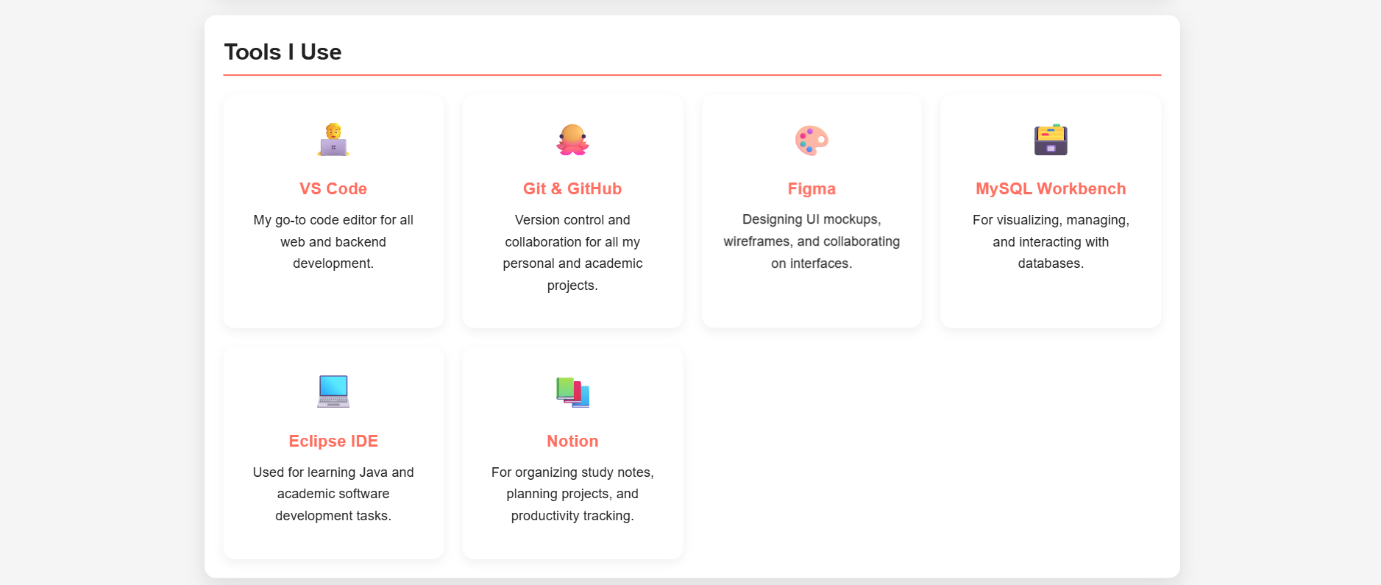 Tools I Use
VS Code
My go-to code editor for all
web and backend
development.
Git & GitHub
Version control and
collaboration for all my
personal and academic
projects.
Figma
Designing UI mockups,
wireframes, and collaborating
on interfaces.
MySQL Workbench
For visualizing, managing,
and interacting with
databases.
Eclipse IDE
Used for learning Java and
academic software
development tasks.
Notion
For organizing study notes,
planning projects, and
productivity tracking.